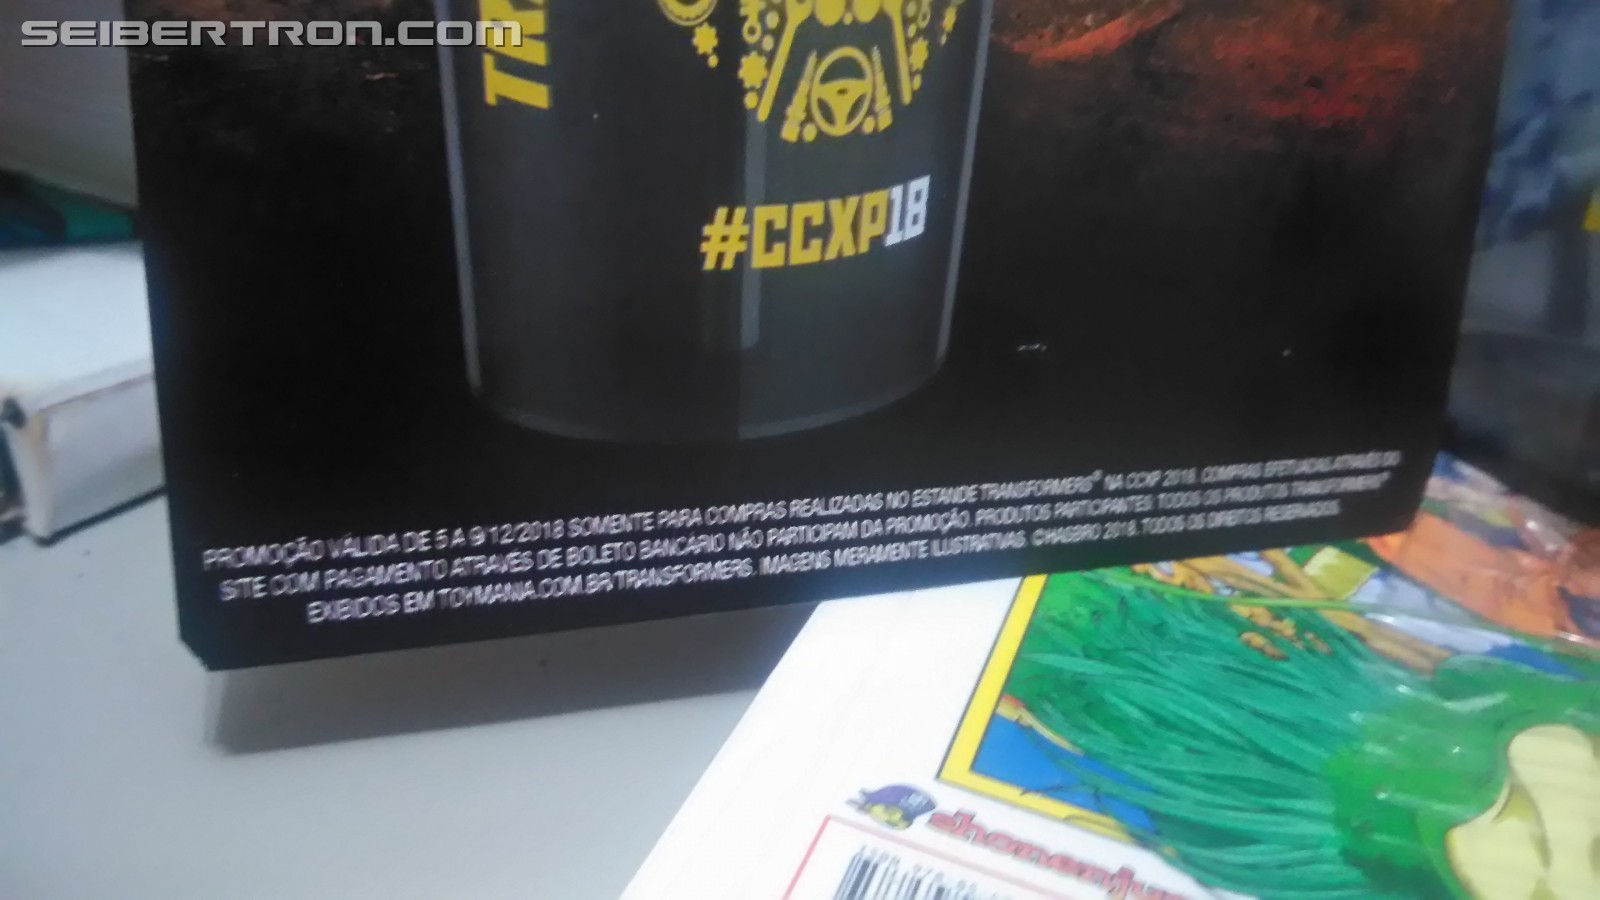 SEIBERTRON.com
TRA
#CCXP18
PROMOÇÃO VÁLIDA DE 5 A 9/12/2018 SOMENTE PARA COMPRAS REALIZADAS NO ESTANDE TRANSFORMERS® NA CCXP 2018. COMPRAS EFETUADAS ATRAVÉS DO
SITE COM PAGAMENTO ATRAVÉS DE BOLETO BANCÁRIO NÃO PARTICIPAM DA PROMOÇÃO. PRODUTOS PARTICIPANTES: TODOS OS PRODUTOS TRANSFORMERS®
EXIBIDOS EM TOYMANIA.COM.BR/TRANSFORMERS. IMAGENS MERAMENTE ILUSTRATIVAS. ©HASBRO 2018. TODOS OS DIREITOS RESERVADOS.
shonenju